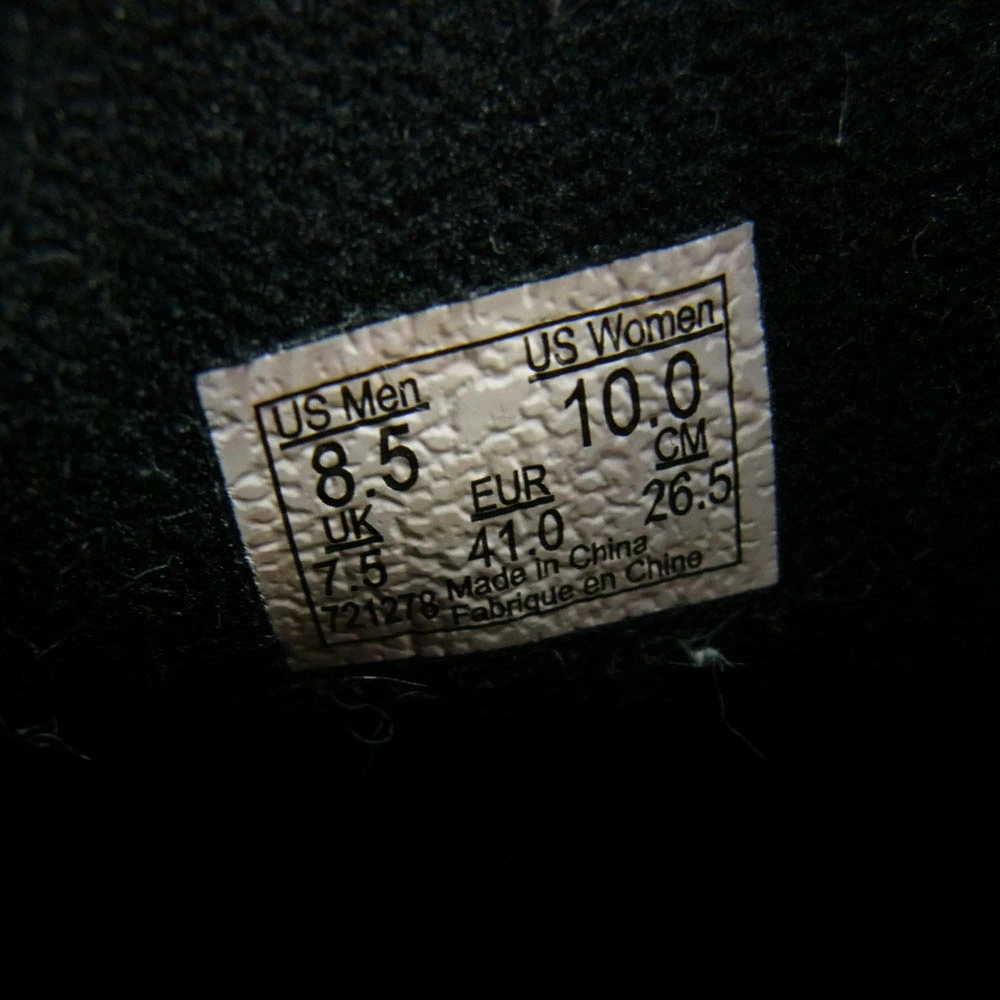 US Men US Women
8.5 10.0
UK EUR CM
7.5 41.0 26.5
721278 Made in China
Fabrique en Chine